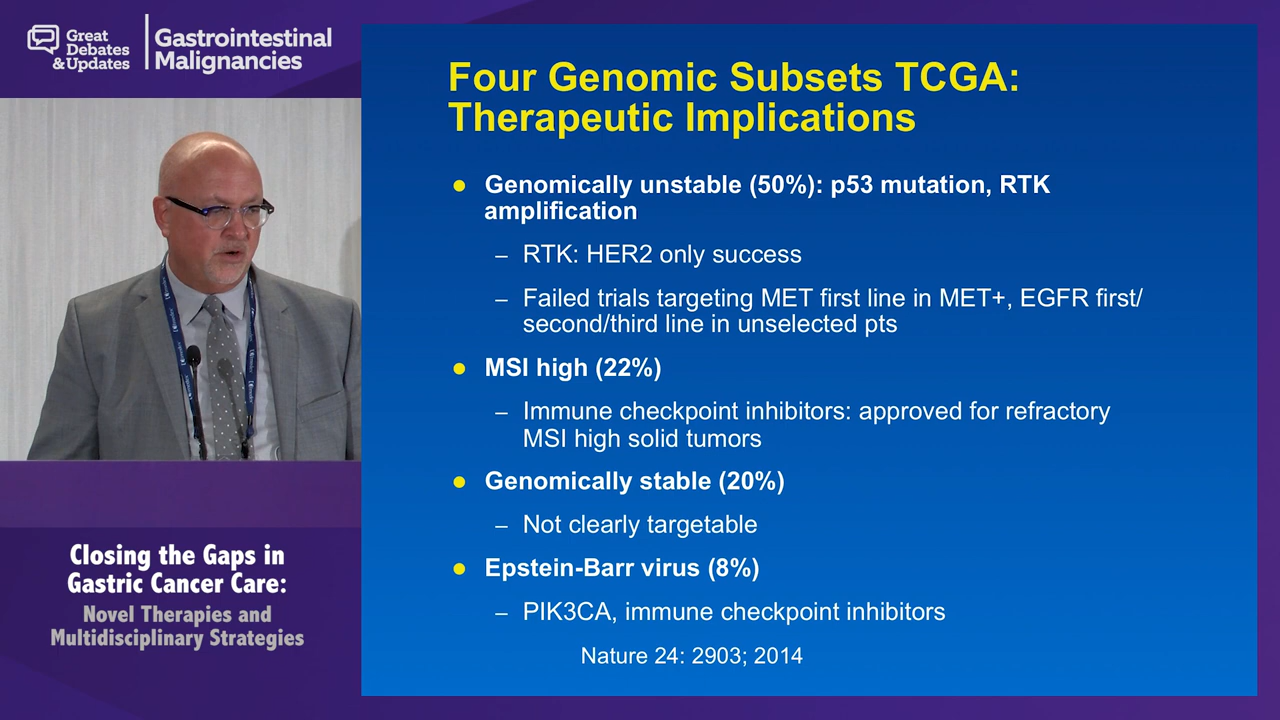 Great
Debates
& Updates
Gastrointestinal
Malignancies
Four Genomic Subsets TCGA:
Therapeutic Implications
● Genomically unstable (50%): p53 mutation, RTK
amplification
– RTK: HER2 only success
– Failed trials targeting MET first line in MET+, EGFR first/
second/third line in unselected pts
● MSI high (22%)
– Immune checkpoint inhibitors: approved for refractory
MSI high solid tumors
● Genomically stable (20%)
– Not clearly targetable
● Epstein-Barr virus (8%)
– PIK3CA, immune checkpoint inhibitors
Nature 24: 2903; 2014
Closing the Gaps in
Gastric Cancer Care:
Novel Therapies and
Multidisciplinary Strategies